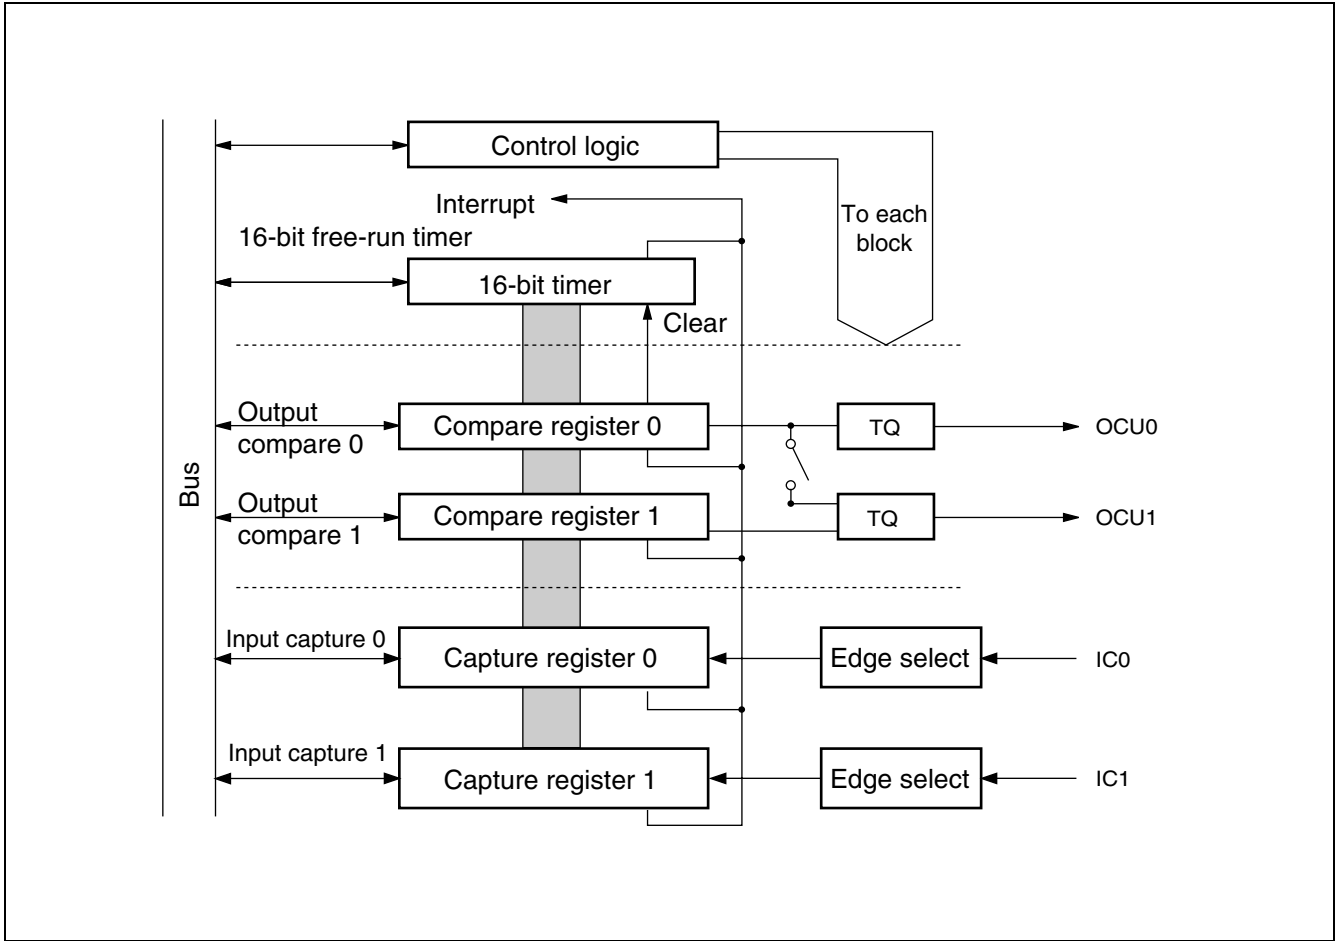 Control logic
Interrupt
To each
block
16-bit free-run timer
16-bit timer
Clear
Output
compare 0
Compare register 0
TQ
OCU0
Bus
Output
compare 1
Compare register 1
TQ
OCU1
Input capture 0
Capture register 0
Edge select
IC0
Input capture 1
Capture register 1
Edge select
IC1